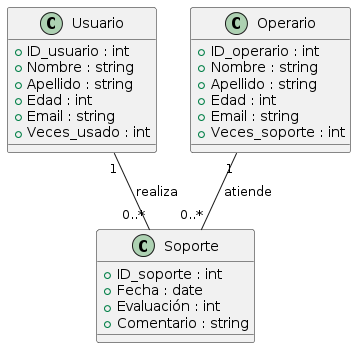 Usuario
ID_usuario : int
Nombre : string
Apellido : string
Edad : int
Email : string
Veces_usado : int
Operario
ID_operario : int
Nombre : string
Apellido : string
Edad : int
Email : string
Veces_soporte : int
1
realiza
0..*
1
atiende
0..*
Soporte
ID_soporte : int
Fecha : date
Evaluación : int
Comentario : string